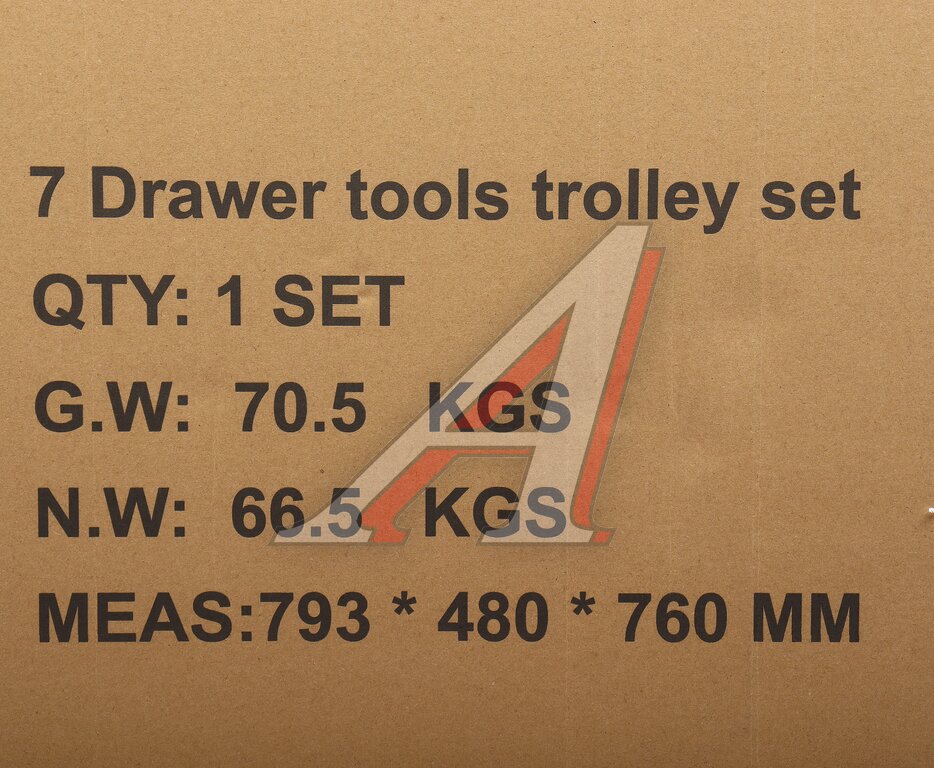 7 Drawer tools trolley set
QTY: 1 SET
G.W: 70.5 KGS
N.W: 66.5 KGS
MEAS:793 * 480 * 760 MM
A